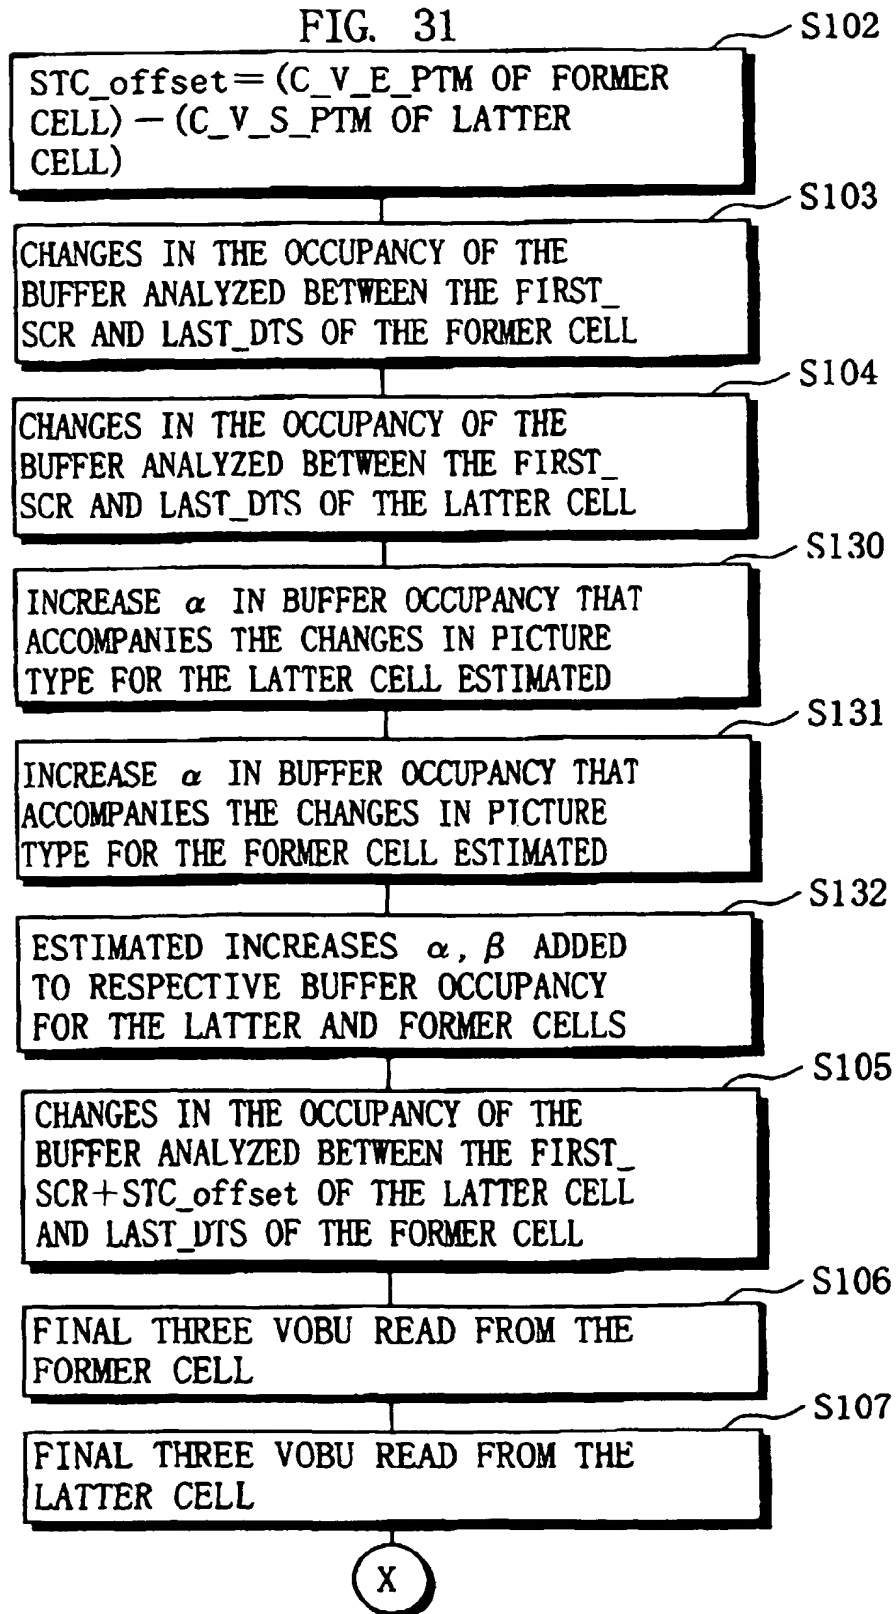 FIG. 31
S102
STC_offset=(C_V_E_PTM OF FORMER
CELL)-(C_V_S_PTM OF LATTER
CELL)
S103
CHANGES IN THE OCCUPANCY OF THE
BUFFER ANALYZED BETWEEN THE FIRST_
SCR AND LAST_DTS OF THE FORMER CELL
S104
CHANGES IN THE OCCUPANCY OF THE
BUFFER ANALYZED BETWEEN THE FIRST_
SCR AND LAST_DTS OF THE LATTER CELL
S130
INCREASE α IN BUFFER OCCUPANCY THAT
ACCOMPANIES THE CHANGES IN PICTURE
TYPE FOR THE LATTER CELL ESTIMATED
S131
INCREASE α IN BUFFER OCCUPANCY THAT
ACCOMPANIES THE CHANGES IN PICTURE
TYPE FOR THE FORMER CELL ESTIMATED
S132
ESTIMATED INCREASES α, β ADDED
TO RESPECTIVE BUFFER OCCUPANCY
FOR THE LATTER AND FORMER CELLS
S105
CHANGES IN THE OCCUPANCY OF THE
BUFFER ANALYZED BETWEEN THE FIRST_
SCR+STC_offset OF THE LATTER CELL
AND LAST_DTS OF THE FORMER CELL
S106
FINAL THREE VOBU READ FROM THE
FORMER CELL
S107
FINAL THREE VOBU READ FROM THE
LATTER CELL
X